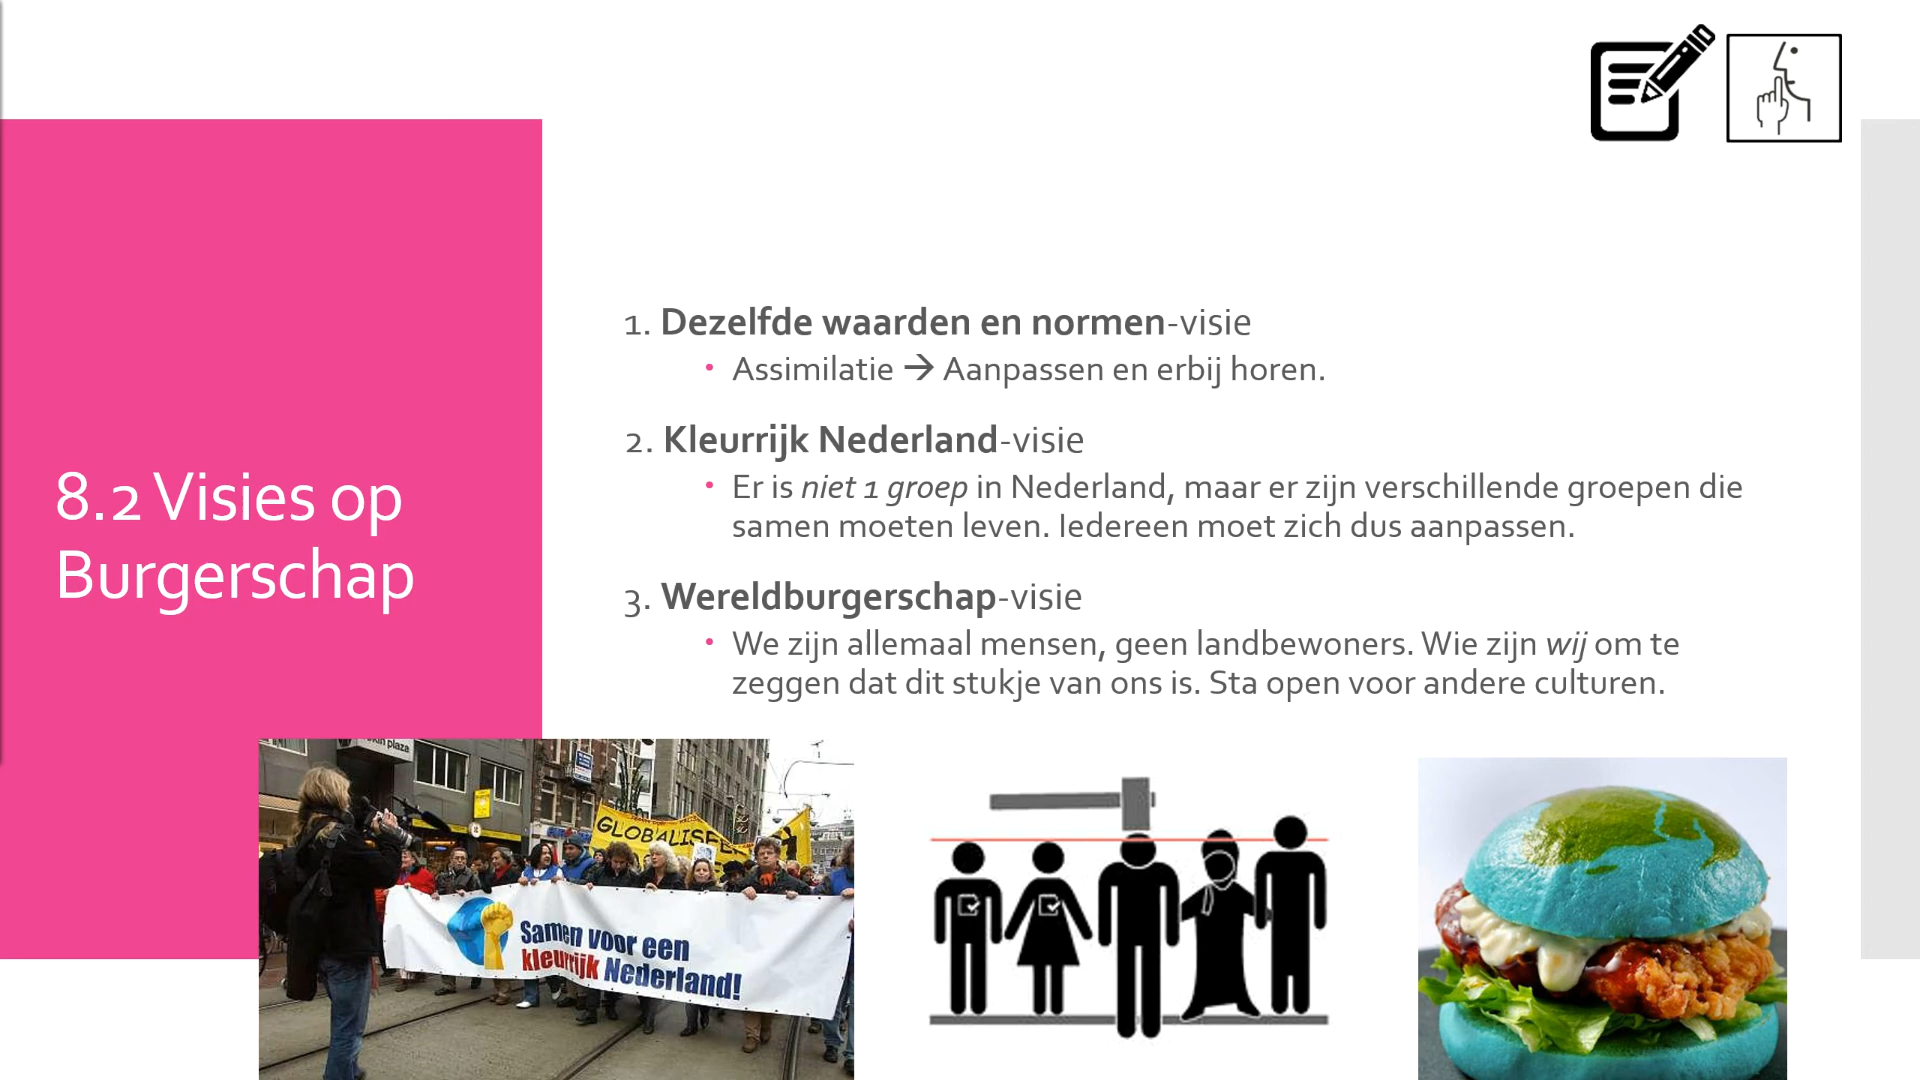 8.2 Visies op
Burgerschap
1. Dezelfde waarden en normen-visie
• Assimilatie → Aanpassen en erbij horen.
2. Kleurrijk Nederland-visie
• Er is niet 1 groep in Nederland, maar er zijn verschillende groepen die
samen moeten leven. Iedereen moet zich dus aanpassen.
3. Wereldburgerschap-visie
• We zijn allemaal mensen, geen landbewoners. Wie zijn wij om te
zeggen dat dit stukje van ons is. Sta open voor andere culturen.
plaza
GLOBALISE
Samen voor een
kleurrijk Nederland!